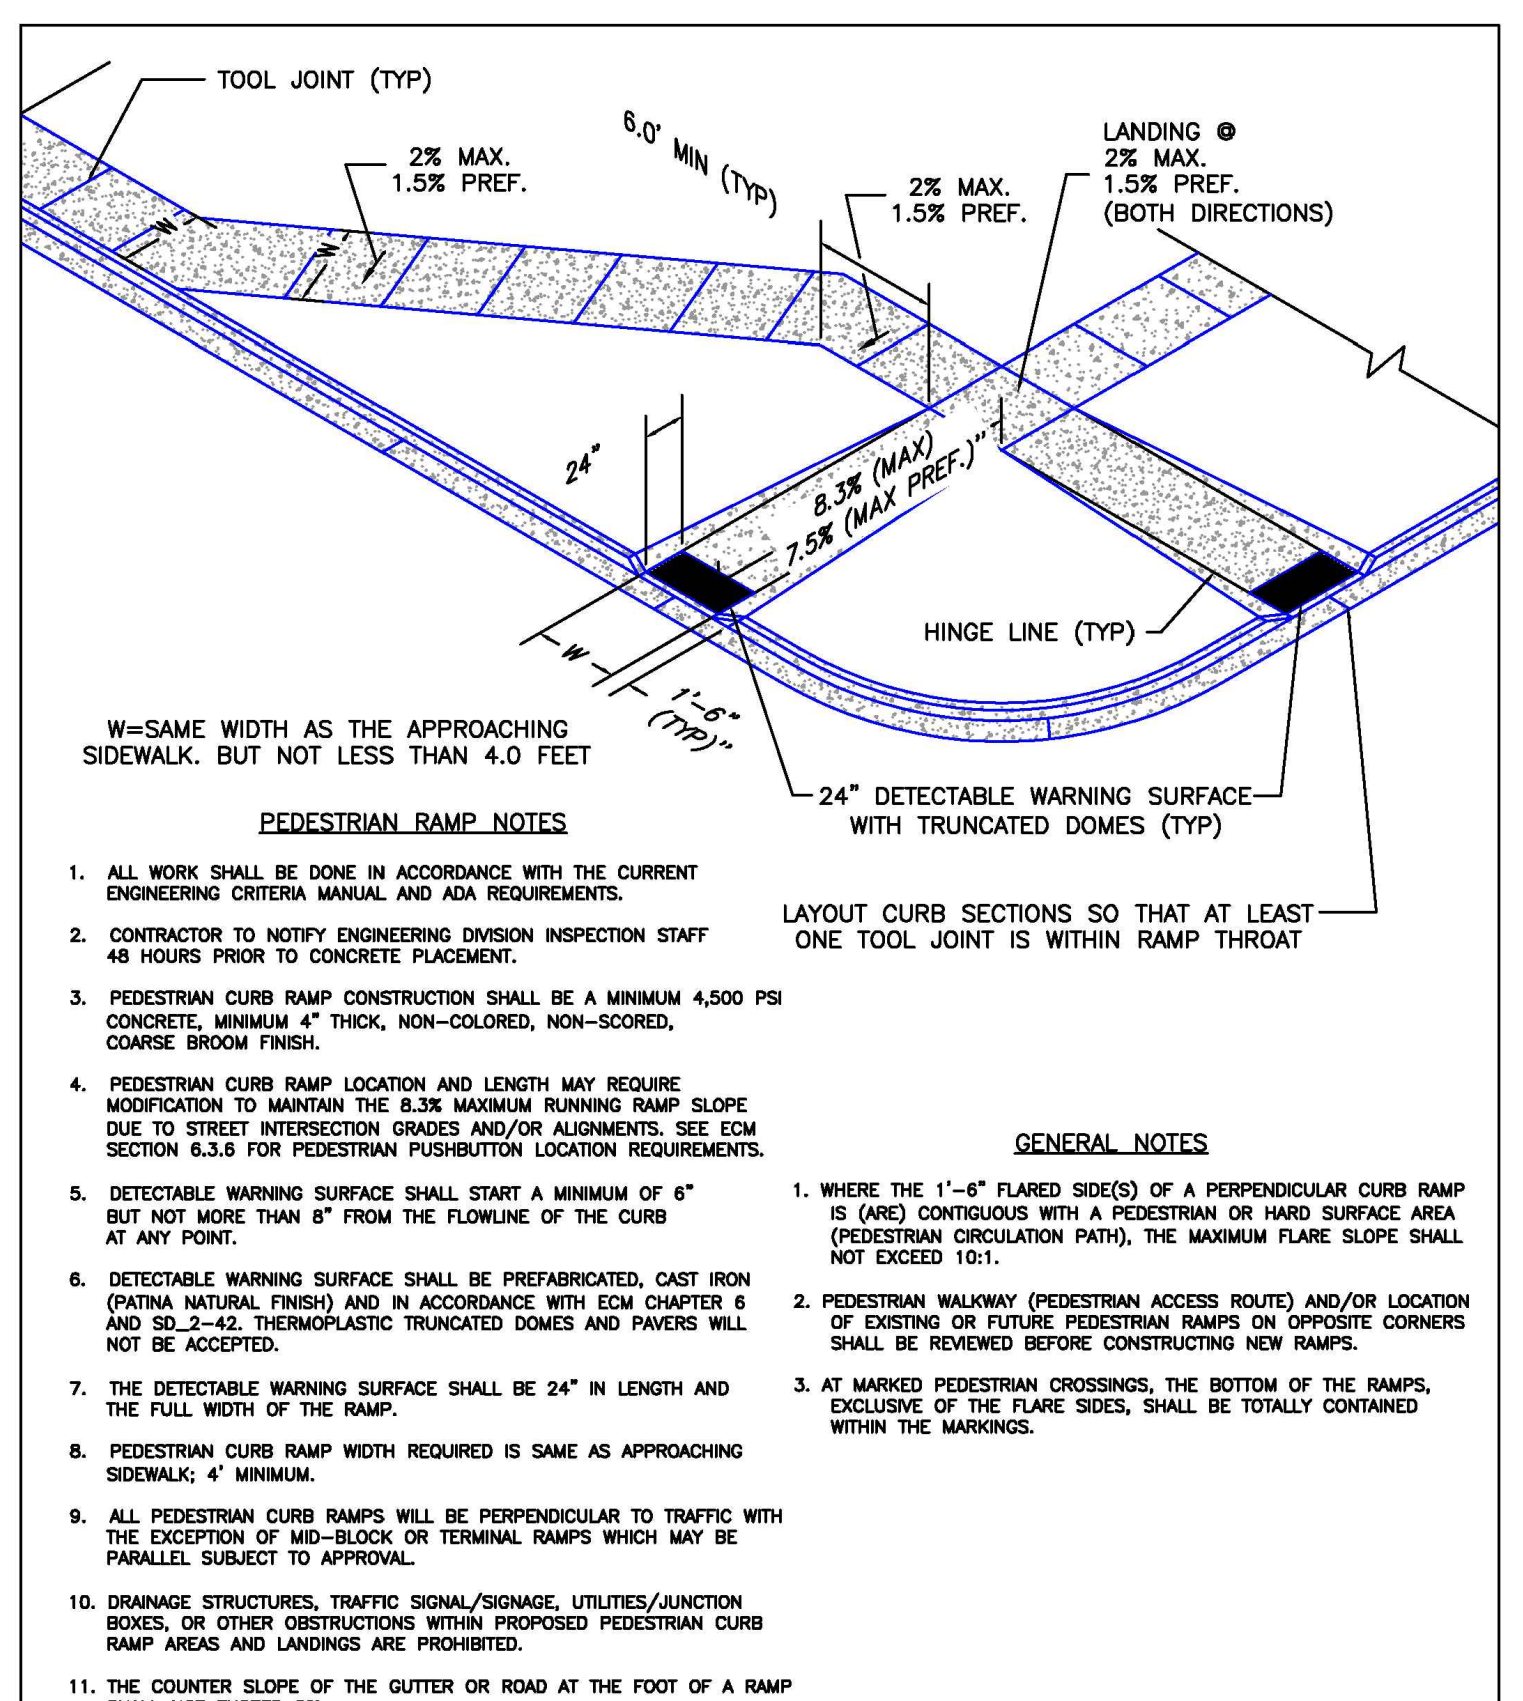 TOOL JOINT (TYP)
2% MAX.
1.5% PREF.
6.0' MIN (TYP)
2% MAX.
1.5% PREF.
LANDING @
2% MAX.
1.5% PREF.
(BOTH DIRECTIONS)
W
W
24"
8.3% (MAX)
7.5% (MAX PREF.)"
HINGE LINE (TYP)
W
1'-6"
(TYP)"
W=SAME WIDTH AS THE APPROACHING
SIDEWALK. BUT NOT LESS THAN 4.0 FEET
24" DETECTABLE WARNING SURFACE
WITH TRUNCATED DOMES (TYP)
LAYOUT CURB SECTIONS SO THAT AT LEAST
ONE TOOL JOINT IS WITHIN RAMP THROAT
PEDESTRIAN RAMP NOTES
1. ALL WORK SHALL BE DONE IN ACCORDANCE WITH THE CURRENT
ENGINEERING CRITERIA MANUAL AND ADA REQUIREMENTS.
2. CONTRACTOR TO NOTIFY ENGINEERING DIVISION INSPECTION STAFF
48 HOURS PRIOR TO CONCRETE PLACEMENT.
3. PEDESTRIAN CURB RAMP CONSTRUCTION SHALL BE A MINIMUM 4,500 PSI
CONCRETE, MINIMUM 4" THICK, NON-COLORED, NON-SCORED,
COARSE BROOM FINISH.
4. PEDESTRIAN CURB RAMP LOCATION AND LENGTH MAY REQUIRE
MODIFICATION TO MAINTAIN THE 8.3% MAXIMUM RUNNING RAMP SLOPE
DUE TO STREET INTERSECTION GRADES AND/OR ALIGNMENTS. SEE ECM
SECTION 6.3.6 FOR PEDESTRIAN PUSHBUTTON LOCATION REQUIREMENTS.
5. DETECTABLE WARNING SURFACE SHALL START A MINIMUM OF 6"
BUT NOT MORE THAN 8" FROM THE FLOWLINE OF THE CURB
AT ANY POINT.
6. DETECTABLE WARNING SURFACE SHALL BE PREFABRICATED, CAST IRON
(PATINA NATURAL FINISH) AND IN ACCORDANCE WITH ECM CHAPTER 6
AND SD_2-42. THERMOPLASTIC TRUNCATED DOMES AND PAVERS WILL
NOT BE ACCEPTED.
7. THE DETECTABLE WARNING SURFACE SHALL BE 24" IN LENGTH AND
THE FULL WIDTH OF THE RAMP.
8. PEDESTRIAN CURB RAMP WIDTH REQUIRED IS SAME AS APPROACHING
SIDEWALK; 4' MINIMUM.
9. ALL PEDESTRIAN CURB RAMPS WILL BE PERPENDICULAR TO TRAFFIC WITH
THE EXCEPTION OF MID-BLOCK OR TERMINAL RAMPS WHICH MAY BE
PARALLEL SUBJECT TO APPROVAL.
10. DRAINAGE STRUCTURES, TRAFFIC SIGNAL/SIGNAGE, UTILITIES/JUNCTION
BOXES, OR OTHER OBSTRUCTIONS WITHIN PROPOSED PEDESTRIAN CURB
RAMP AREAS AND LANDINGS ARE PROHIBITED.
11. THE COUNTER SLOPE OF THE GUTTER OR ROAD AT THE FOOT OF A RAMP
GENERAL NOTES
1. WHERE THE 1'-6" FLARED SIDE(S) OF A PERPENDICULAR CURB RAMP
IS (ARE) CONTIGUOUS WITH A PEDESTRIAN OR HARD SURFACE AREA
(PEDESTRIAN CIRCULATION PATH), THE MAXIMUM FLARE SLOPE SHALL
NOT EXCEED 10:1.
2. PEDESTRIAN WALKWAY (PEDESTRIAN ACCESS ROUTE) AND/OR LOCATION
OF EXISTING OR FUTURE PEDESTRIAN RAMPS ON OPPOSITE CORNERS
SHALL BE REVIEWED BEFORE CONSTRUCTING NEW RAMPS.
3. AT MARKED PEDESTRIAN CROSSINGS, THE BOTTOM OF THE RAMPS,
EXCLUSIVE OF THE FLARE SIDES, SHALL BE TOTALLY CONTAINED
WITHIN THE MARKINGS.